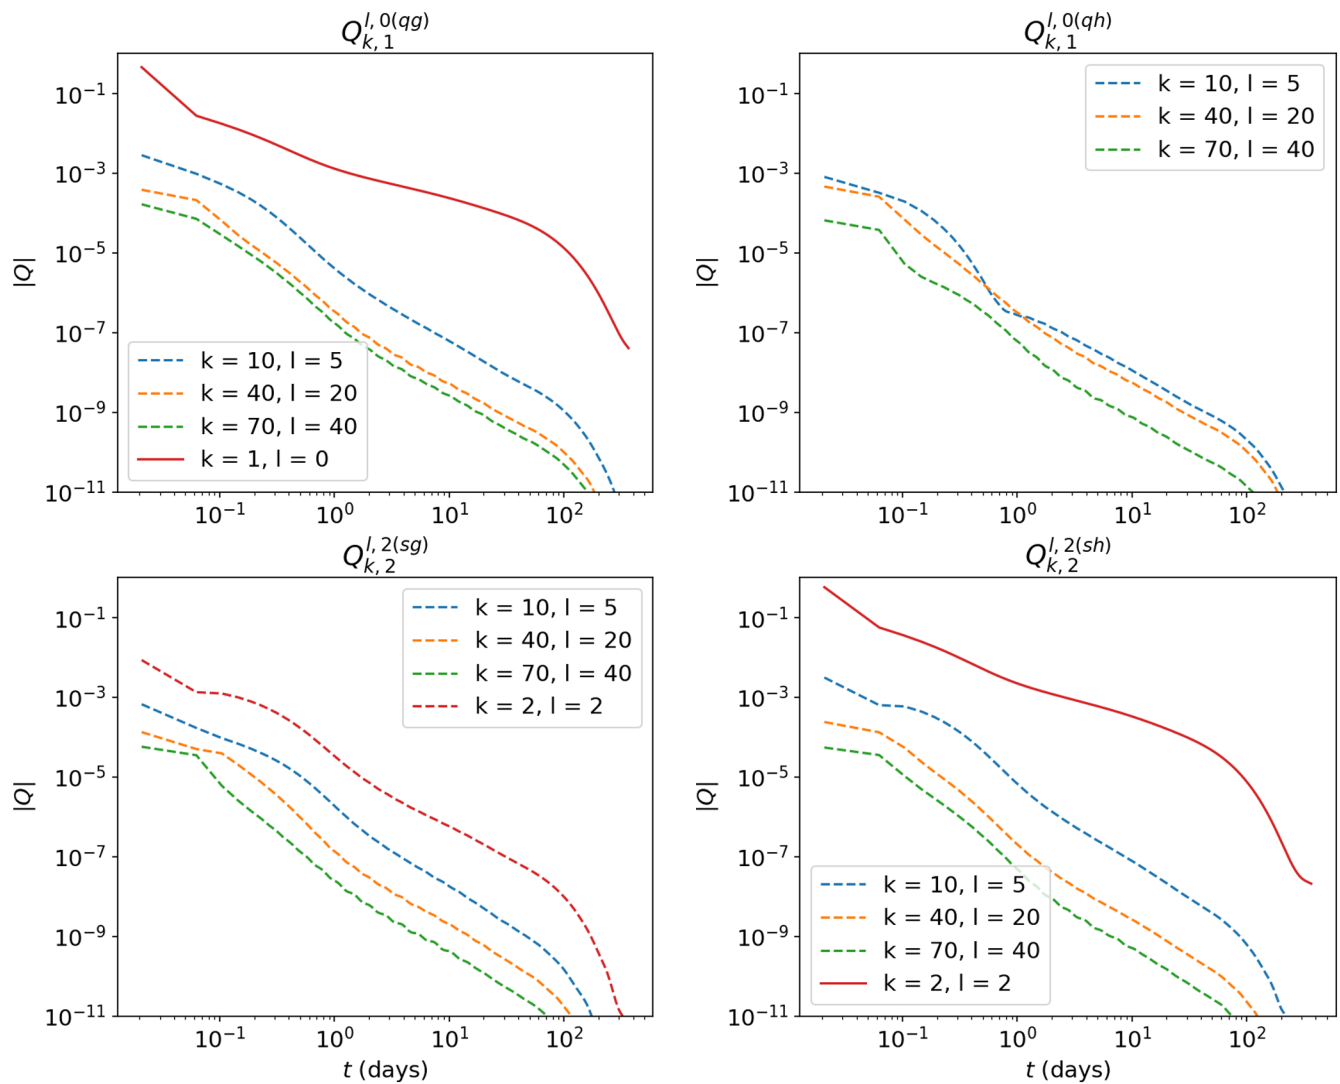 Q_{k,1}^{l,0(qg)}
|Q|
10^{-1}
10^{-3}
10^{-5}
10^{-7}
10^{-9}
10^{-11}
k = 10, l = 5
k = 40, l = 20
k = 70, l = 40
k = 1, l = 0
10^{-1} 10^{0} 10^{1} 10^{2}
Q_{k,1}^{l,0(qh)}
|Q|
10^{-1}
10^{-3}
10^{-5}
10^{-7}
10^{-9}
10^{-11}
k = 10, l = 5
k = 40, l = 20
k = 70, l = 40
10^{-1} 10^{0} 10^{1} 10^{2}
Q_{k,2}^{l,2(sg)}
|Q|
10^{-1}
10^{-3}
10^{-5}
10^{-7}
10^{-9}
10^{-11}
k = 10, l = 5
k = 40, l = 20
k = 70, l = 40
k = 2, l = 2
10^{-1} 10^{0} 10^{1} 10^{2}
t (days)
Q_{k,2}^{l,2(sh)}
|Q|
10^{-1}
10^{-3}
10^{-5}
10^{-7}
10^{-9}
10^{-11}
k = 10, l = 5
k = 40, l = 20
k = 70, l = 40
k = 2, l = 2
10^{-1} 10^{0} 10^{1} 10^{2}
t (days)